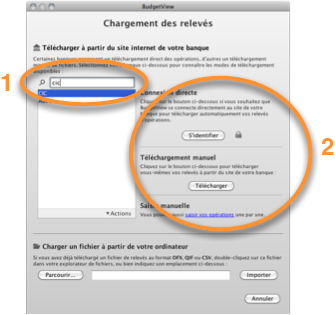 BudgetView
Chargement des relevés
Télécharger à partir du site internet de votre banque
Certaines banques permettent un téléchargement direct des opérations, d'autres un téléchargement
de fichiers. Sélectionnez
ci-dessous pour connaître les modes de téléchargement
disponibles :
1
cic
CIC
Connexion directe
Cliquez sur le bouton ci-dessous si vous souhaitez que
BudgetView se connecte directement au site de votre
banque pour télécharger automatiquement vos relevés
d'opérations.
S'identifier
2
Téléchargement manuel
Cliquez sur le bouton ci-dessous pour télécharger
vous-mêmes vos relevés à partir du site de votre banque :
Télécharger
Saisie manuelle
Vous pouvez aussi saisir vos opérations une par une.
Actions
Charger un fichier à partir de votre ordinateur
Si vous avez déjà téléchargé un fichier de relevés au format OFX, QIF ou CSV, double-cliquez sur ce fichier
dans votre explorateur de fichiers, ou bien indiquez son emplacement ci-dessous :
Parcourir...
Importer
Annuler